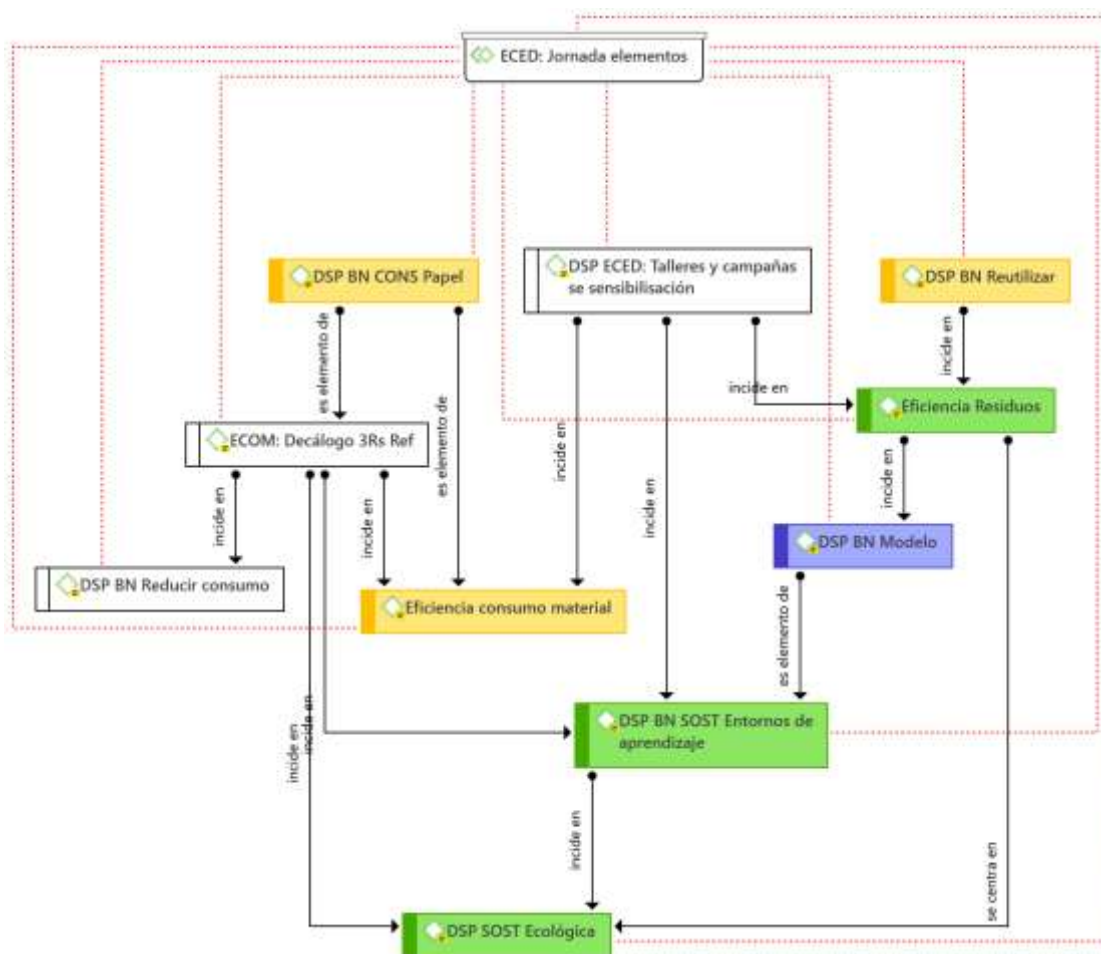 ECED: Jornada elementos
DSP BN CONS Papel
DSP ECED: Talleres y campañas
se sensibilisación
DSP BN Reutilizar
es elemento de
es elemento de
incide en
incide en
Eficiencia Residuos
ECOM: Decálogo 3Rs Ref
incide en
incide en
incide en
incide en
incide en
DSP BN Modelo
DSP BN Reducir consumo
Eficiencia consumo material
es elemento de
DSP BN SOST Entornos de
aprendizaje
incide en
incide en
incide en
se centra en
DSP SOST Ecológica